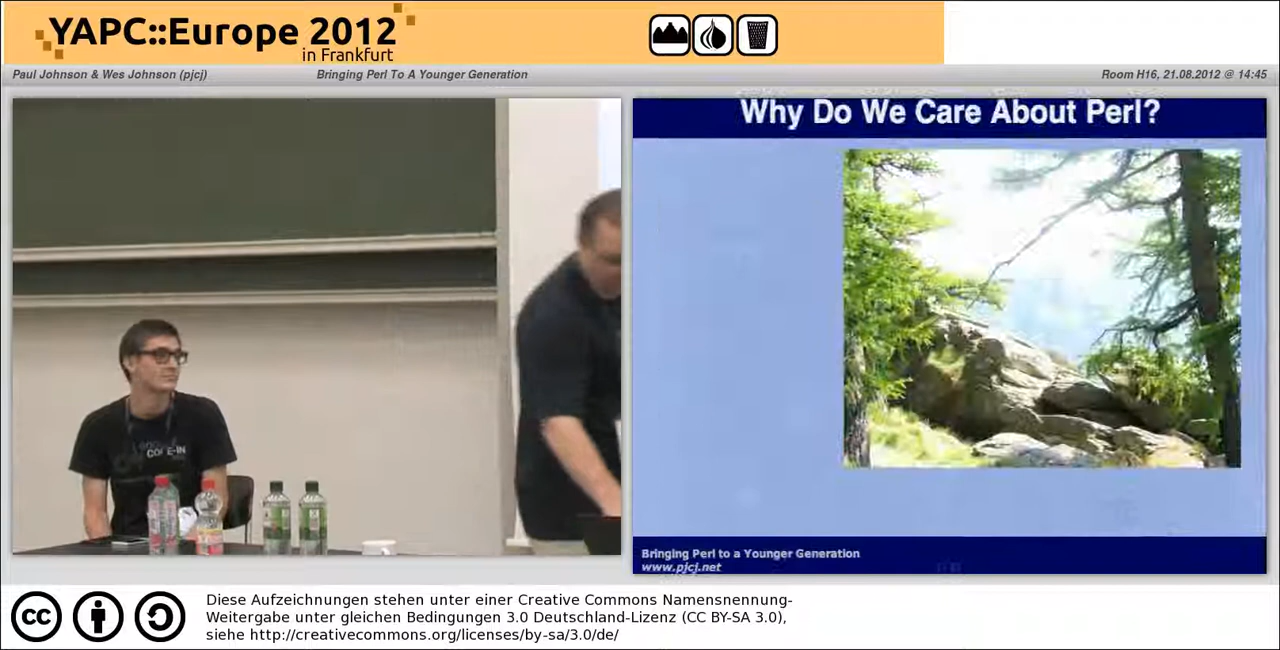 YAPC::Europe 2012
in Frankfurt
Paul Johnson & Wes Johnson (pjcj)
Bringing Perl To A Younger Generation
Room H16, 21.08.2012 @ 14:45
Why Do We Care About Perl?
Bringing Perl to a Younger Generation
www.pjcj.net
cc
Diese Aufzeichnungen stehen unter einer Creative Commons Namensnennung-
Weitergabe unter gleichen Bedingungen 3.0 Deutschland-Lizenz (CC BY-SA 3.0),
siehe http://creativecommons.org/licenses/by-sa/3.0/de/